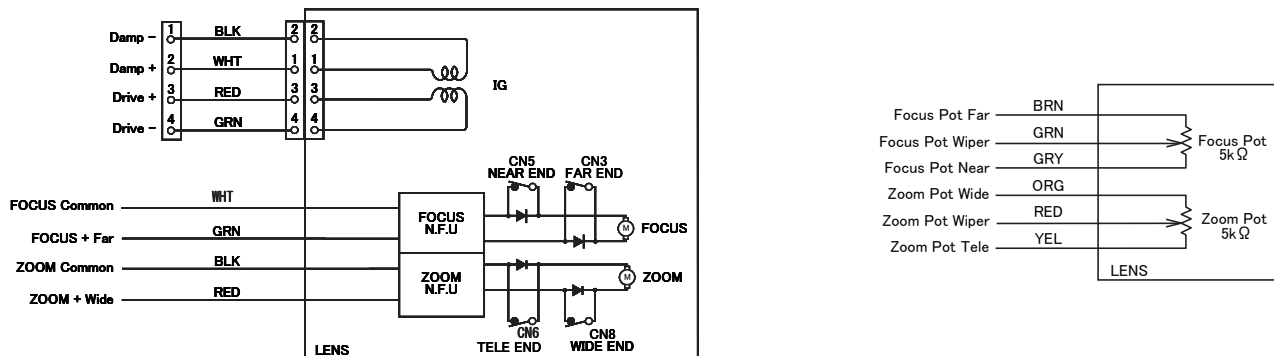 Damp - 1 BLK 2 2
Damp + 2 WHT 1 1
IG
Drive + 3 RED 3 3
Drive - 4 GRN 4 4
CN5 CN3
NEAR END FAR END
FOCUS Common WHT
FOCUS
N.F.U
M FOCUS
FOCUS + Far GRN
ZOOM Common BLK
ZOOM
N.F.U
M ZOOM
ZOOM + Wide RED
CN6 CN8
TELE END WIDE END
LENS
Focus Pot Far BRN
Focus Pot Wiper GRN
Focus Pot
5kΩ
Focus Pot Near GRY
Zoom Pot Wide ORG
Zoom Pot Wiper RED
Zoom Pot
5kΩ
Zoom Pot Tele YEL
LENS